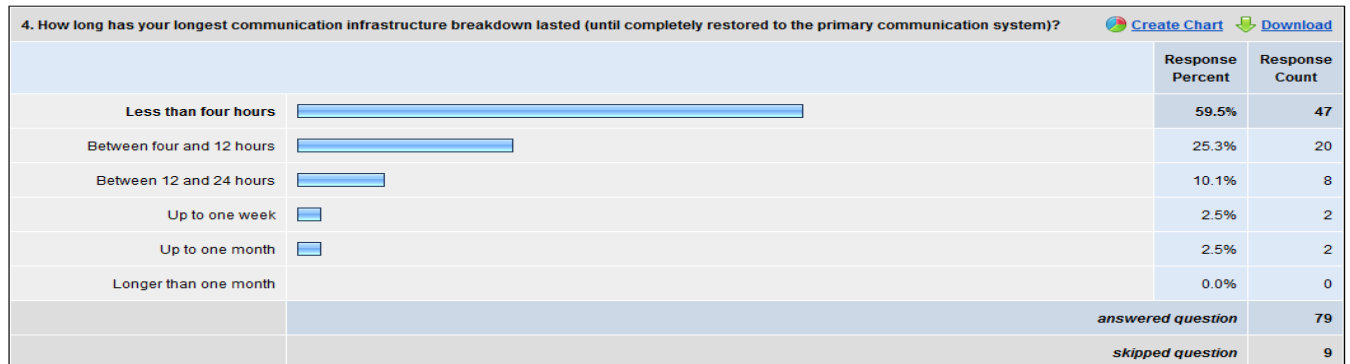 4. How long has your longest communication infrastructure breakdown lasted (until completely restored to the primary communication system)? Create Chart Download
Response Percent Response Count
Less than four hours 59.5% 47
Between four and 12 hours 25.3% 20
Between 12 and 24 hours 10.1% 8
Up to one week 2.5% 2
Up to one month 2.5% 2
Longer than one month 0.0% 0
answered question 79
skipped question 9